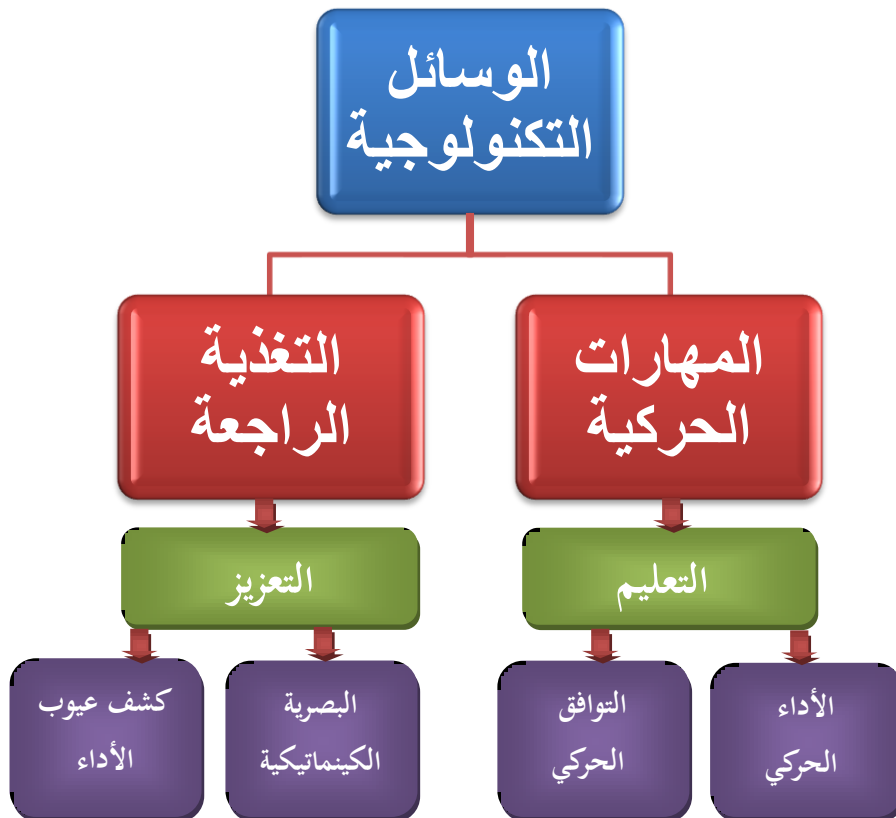 الوسائل
التكنولوجية
المهارات
الحركية
التغذية
الراجعة
التعليم
التعزيز
الأداء
الحركي
التوافق
الحركي
البصرية
الكينماتيكية
كشف عيوب
الأداء